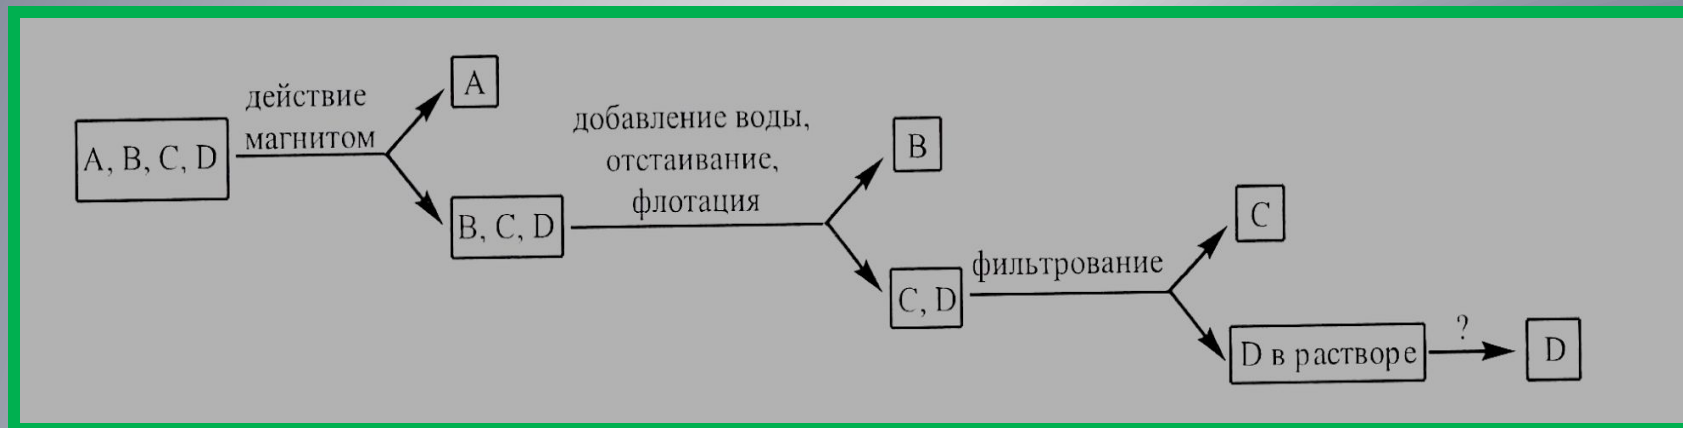 A
действие
магнитом
A, B, C, D
добавление воды,
отстаивание,
флотация
B
B, C, D
C
фильтрование
C, D
?
D в растворе
D